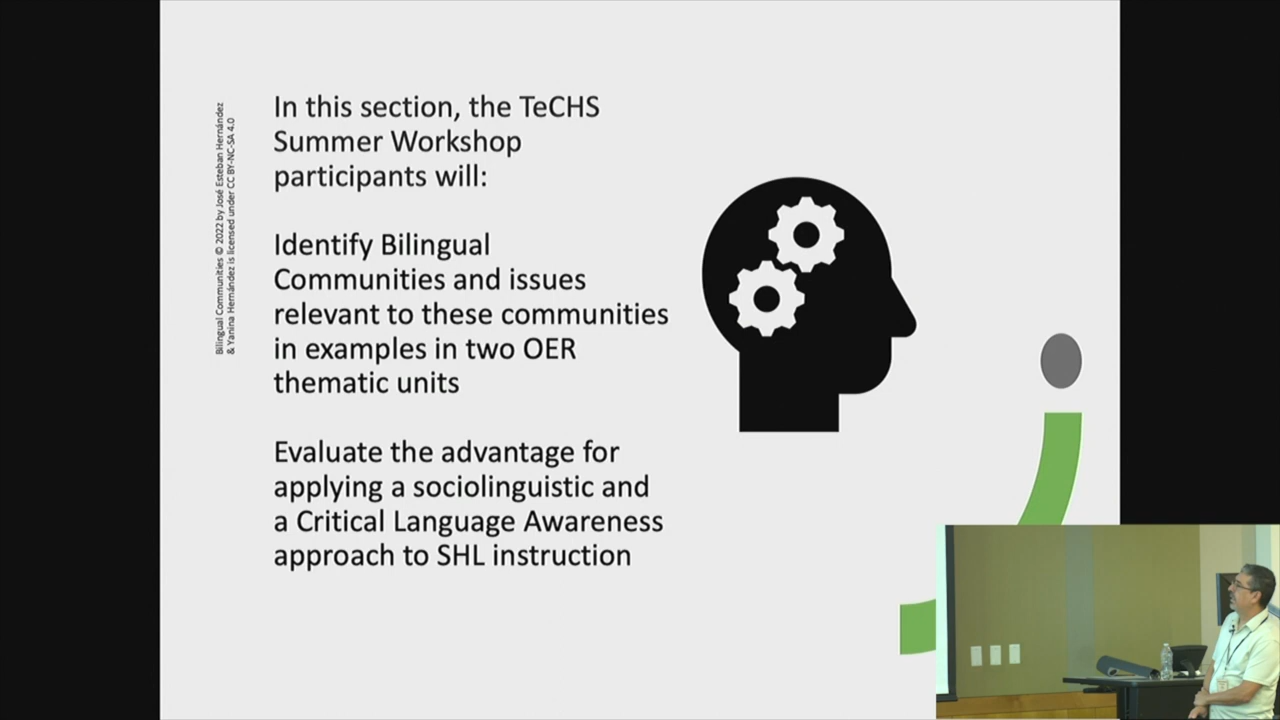 Bilingual Communities © 2022 by José Esteban Hernández
& Yanina Hernández is licensed under CC BY-NC-SA 4.0
In this section, the TeCHS
Summer Workshop
participants will:
Identify Bilingual
Communities and issues
relevant to these communities
in examples in two OER
thematic units
Evaluate the advantage for
applying a sociolinguistic and
a Critical Language Awareness
approach to SHL instruction